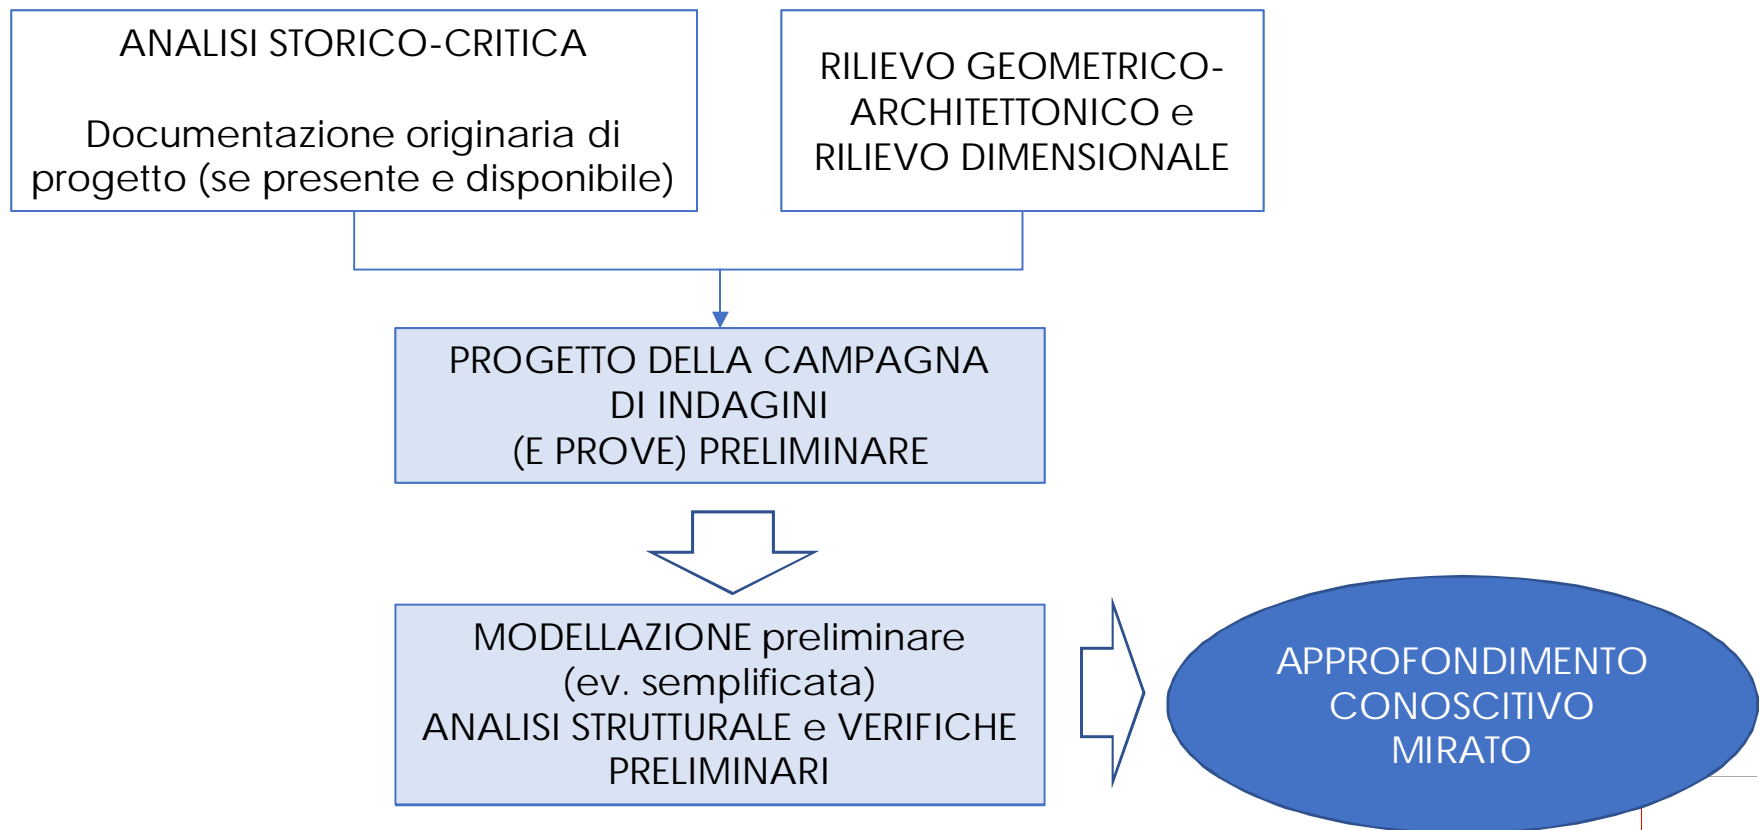 ANALISI STORICO-CRITICA
Documentazione originaria di
progetto (se presente e disponibile)
RILIEVO GEOMETRICO-
ARCHITETTONICO e
RILIEVO DIMENSIONALE
PROGETTO DELLA CAMPAGNA
DI INDAGINI
(E PROVE) PRELIMINARE
MODELLAZIONE preliminare
(ev. semplificata)
ANALISI STRUTTURALE e VERIFICHE
PRELIMINARI
APPROFONDIMENTO
CONOSCITIVO
MIRATO